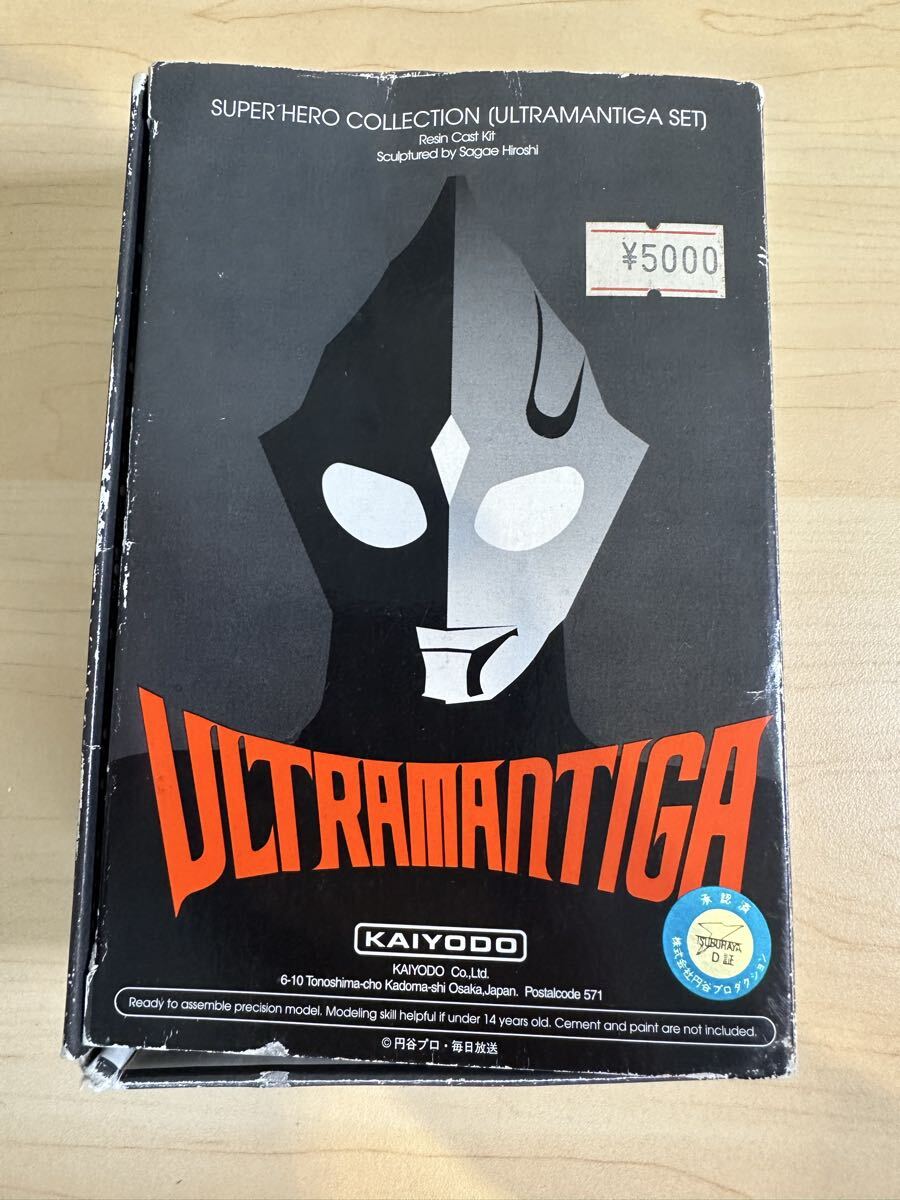 SUPER HERO COLLECTION (ULTRAMANTIGA SET)
Resin Cast Kit
Sculptured by Sagae Hiroshi
¥5000
ULTRAMANTIGA
KAIYODO
KAIYODO Co.,Ltd.
6-10 Tonoshima-cho Kadoma-shi Osaka,Japan. Postalcode 571
Ready to assemble precision model. Modeling skill helpful if under 14 years old. Cement and paint are not included.
©円谷プロ・毎日放送
承認済
TSUBURAYA
D 証
株式会社円谷プロダクション